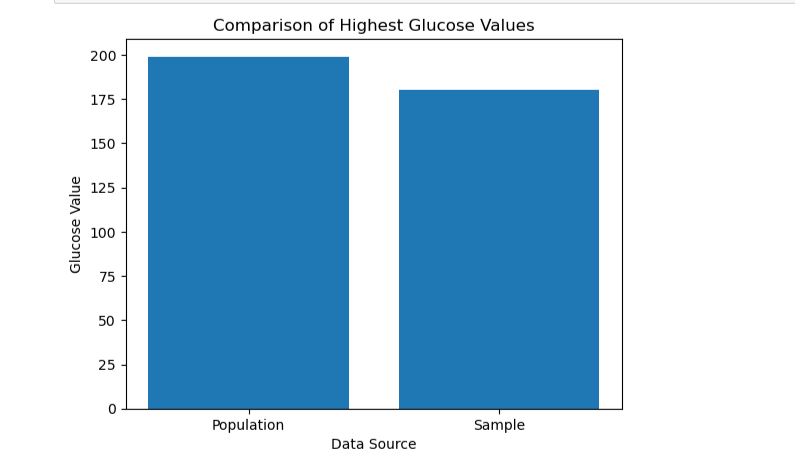 Comparison of Highest Glucose Values
200
175
150
125
100
75
50
25
0
Glucose Value
Population Sample
Data Source